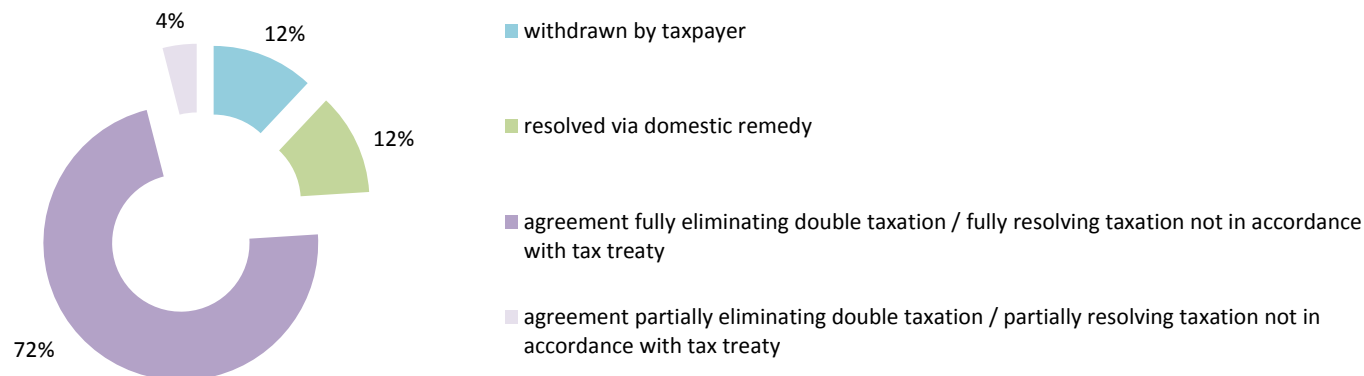 4%
12%
withdrawn by taxpayer
resolved via domestic remedy
12%
agreement fully eliminating double taxation / fully resolving taxation not in accordance
with tax treaty
agreement partially eliminating double taxation / partially resolving taxation not in
accordance with tax treaty
72%